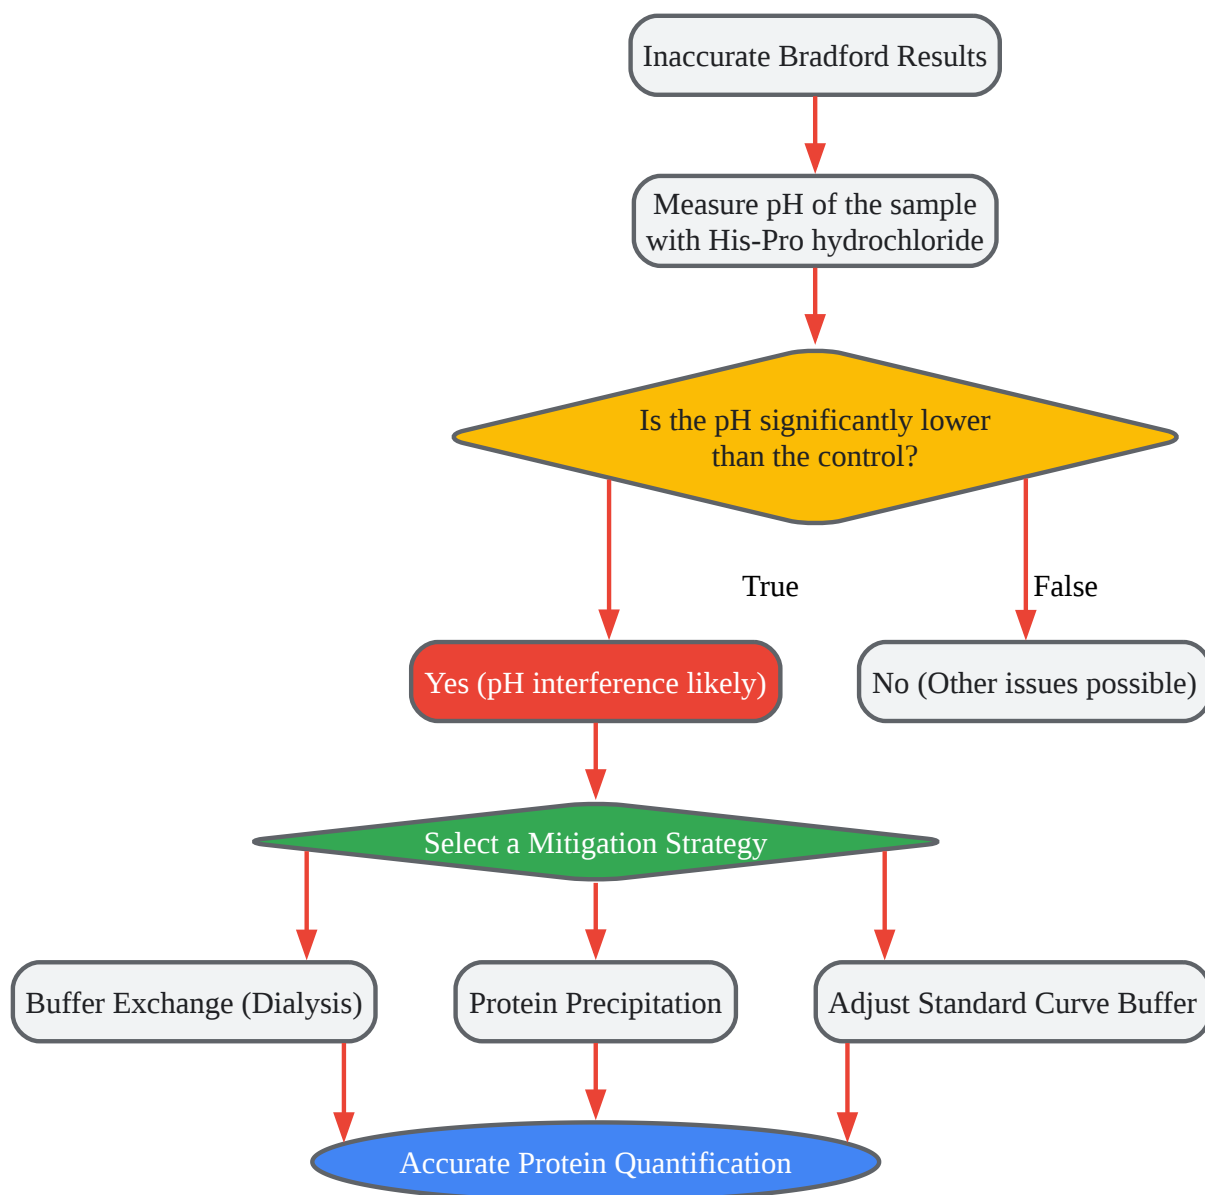 Inaccurate Bradford Results
Measure pH of the sample
with His-Pro hydrochloride
Is the pH significantly lower
than the control?
True
False
Yes (pH interference likely)
No (Other issues possible)
Select a Mitigation Strategy
Buffer Exchange (Dialysis)
Protein Precipitation
Adjust Standard Curve Buffer
Accurate Protein Quantification